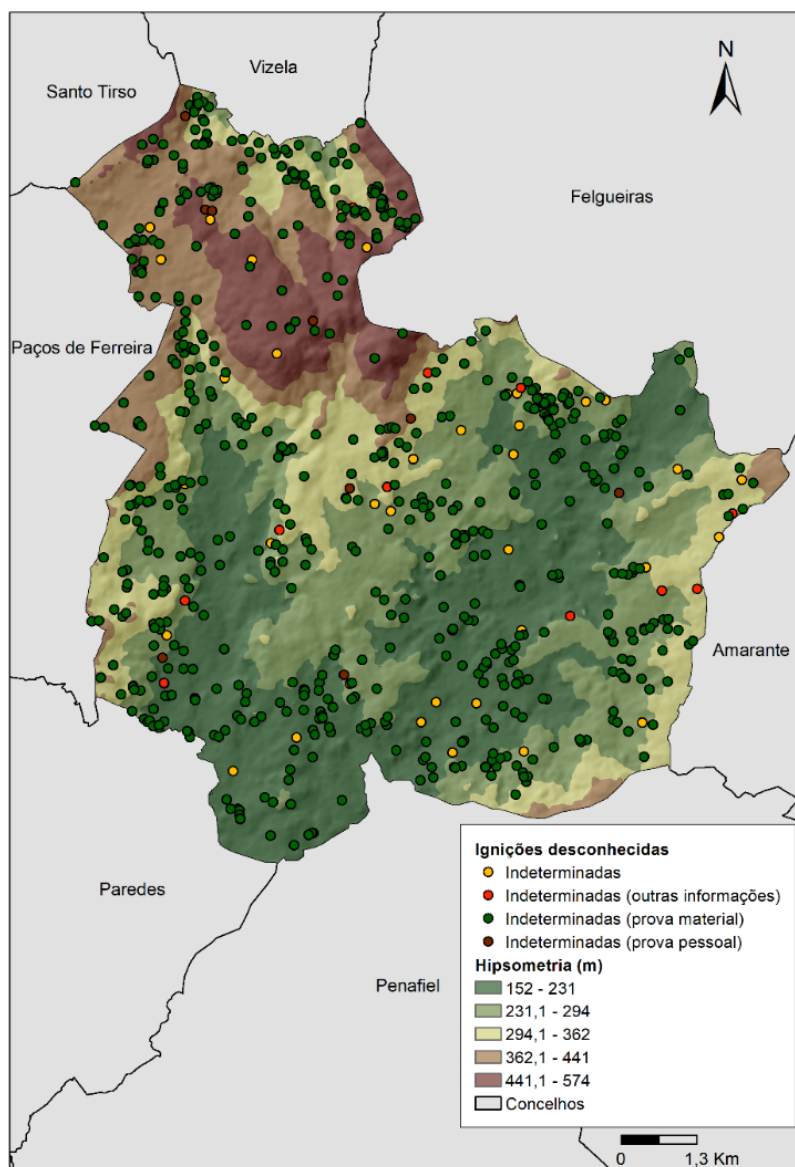 Vizela
N
Santo Tirso
Felgueiras
Paços de Ferreira
Amarante
Paredes
Penafiel
Ignições desconhecidas
Indeterminadas
Indeterminadas (outras informações)
Indeterminadas (prova material)
Indeterminadas (prova pessoal)
Hipsometria (m)
152 - 231
231,1 - 294
294,1 - 362
362,1 - 441
441,1 - 574
Concelhos
0 1,3 Km